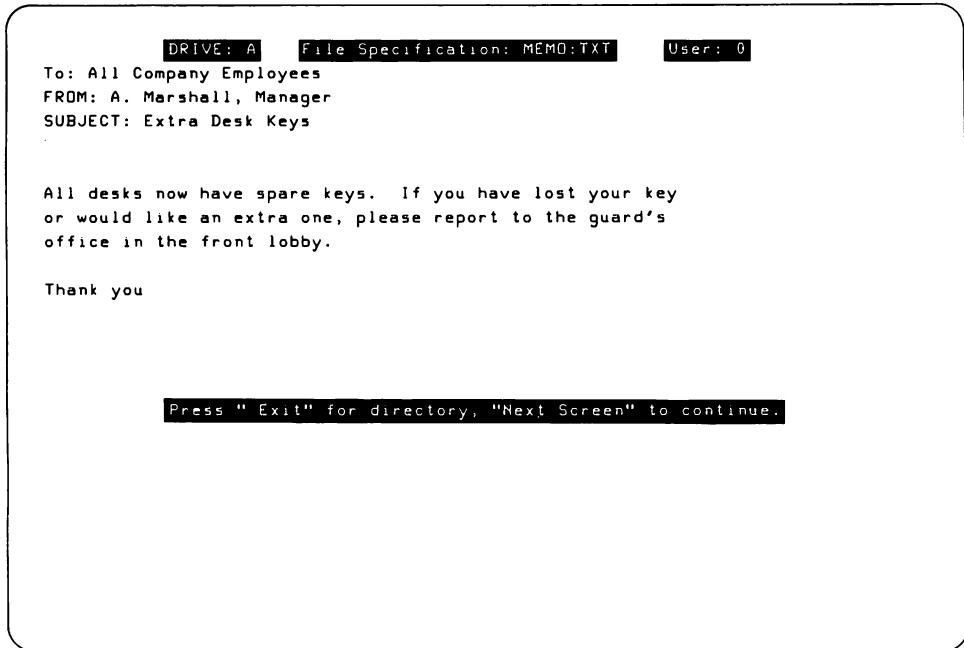 DRIVE: A File Specification: MEMO:TXT User: 0
To: All Company Employees
FROM: A. Marshall, Manager
SUBJECT: Extra Desk Keys
All desks now have spare keys. If you have lost your key
or would like an extra one, please report to the guard's
office in the front lobby.
Thank you
Press " Exit" for directory, "Next Screen" to continue.